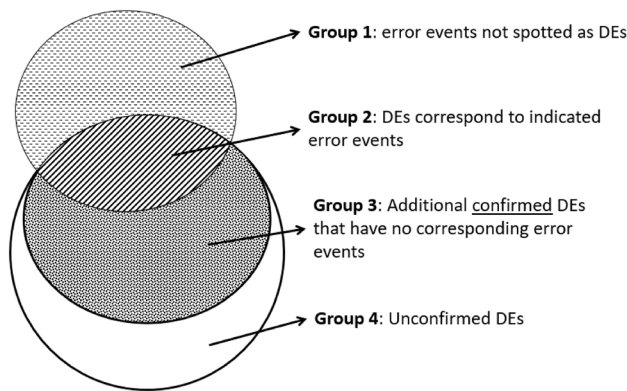 Group 1: error events not spotted as DEs
Group 2: DEs correspond to indicated
error events
Group 3: Additional confirmed DEs
that have no corresponding error
events
Group 4: Unconfirmed DEs